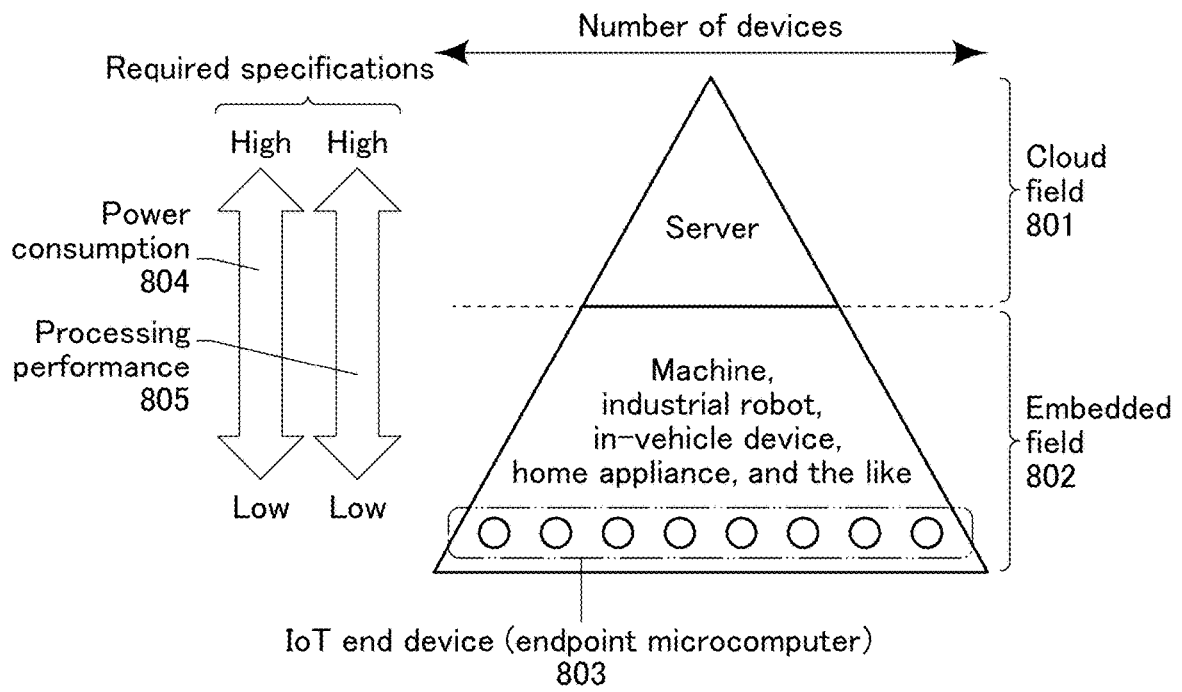 Number of devices
Required specifications
High High
Power
consumption
804
Processing
performance
805
Low Low
Server
Machine,
industrial robot,
in-vehicle device,
home appliance, and the like
Cloud
field
801
Embedded
field
802
IoT end device (endpoint microcomputer)
803